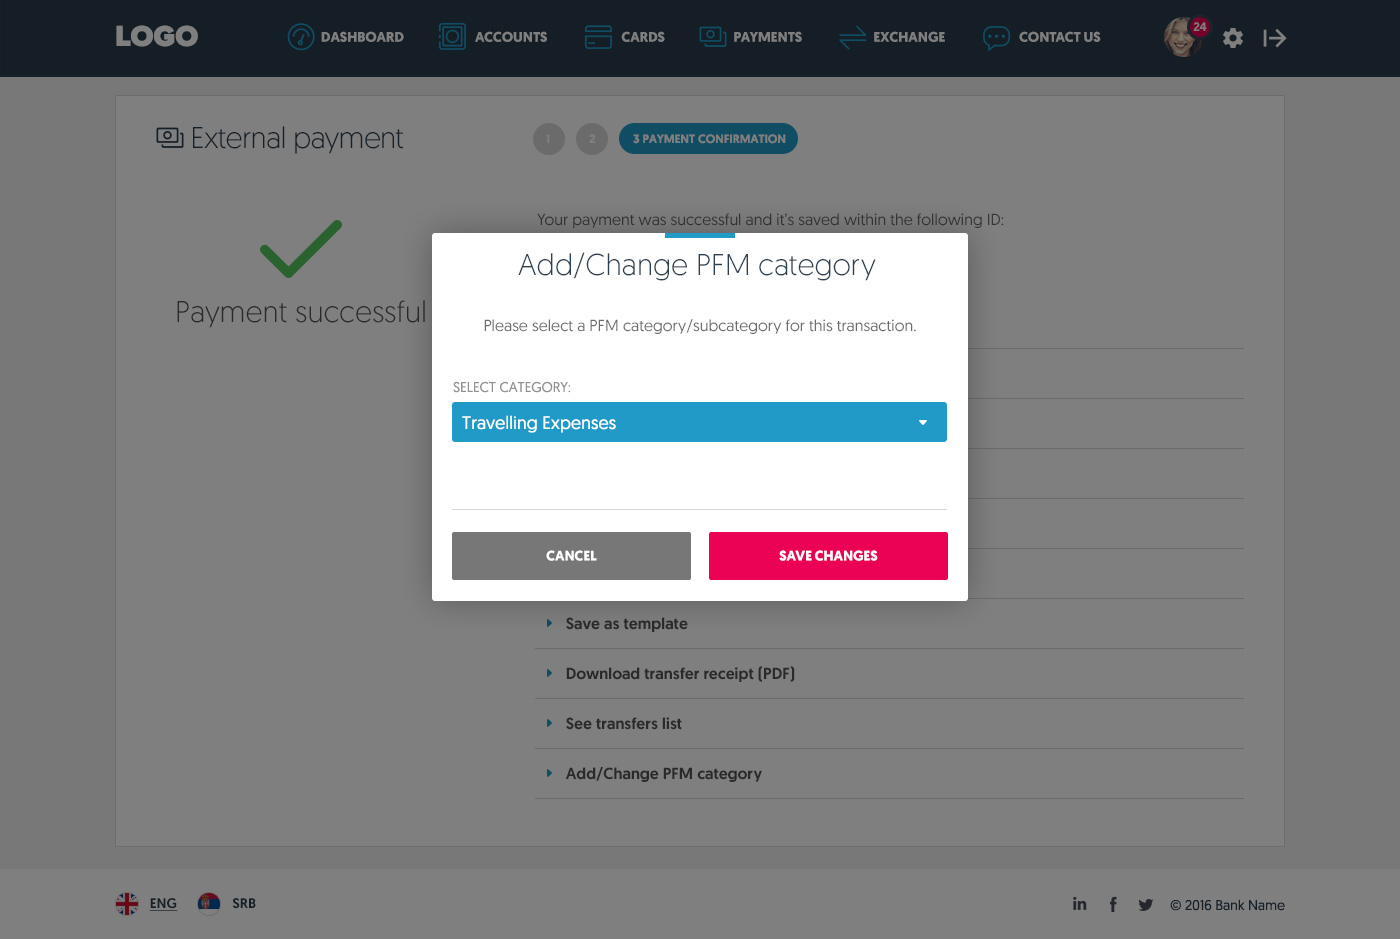 LOGO
DASHBOARD
ACCOUNTS
CARDS
PAYMENTS
EXCHANGE
CONTACT US
24
External payment
1
2
3 PAYMENT CONFIRMATION
Your payment was successful and it's saved within the following ID:
Payment successful
Add/Change PFM category
Please select a PFM category/subcategory for this transaction.
SELECT CATEGORY:
Travelling Expenses
CANCEL
SAVE CHANGES
Save as template
Download transfer receipt (PDF)
See transfers list
Add/Change PFM category
ENG
SRB
© 2016 Bank Name